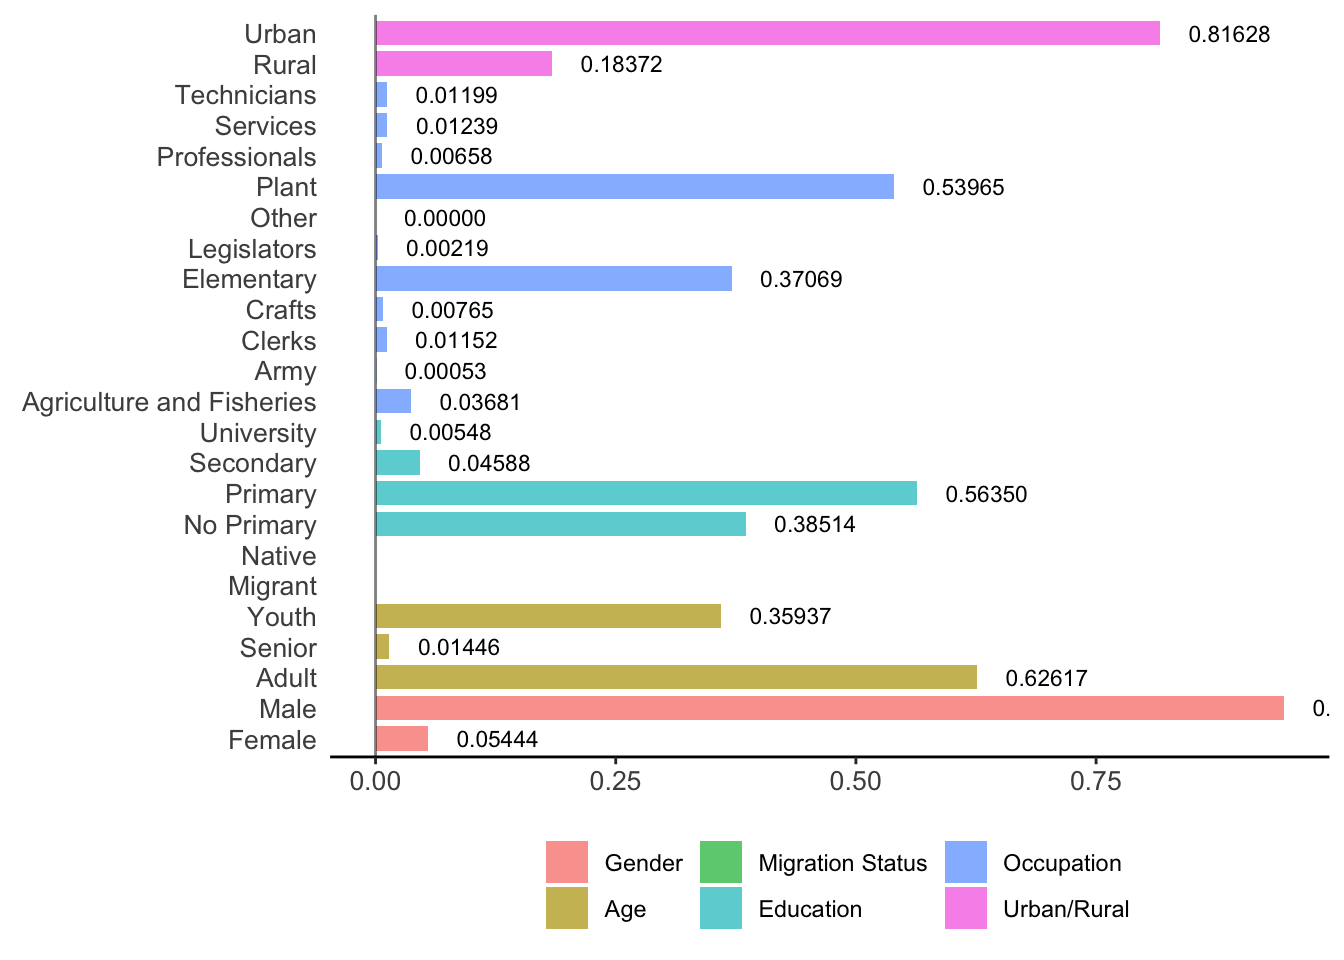 Urban 0.81628
Rural 0.18372
Technicians 0.01199
Services 0.01239
Professionals 0.00658
Plant 0.53965
Other 0.00000
Legislators 0.00219
Elementary 0.37069
Crafts 0.00765
Clerks 0.01152
Army 0.00053
Agriculture and Fisheries 0.03681
University 0.00548
Secondary 0.04588
Primary 0.56350
No Primary 0.38514
Native
Migrant
Youth 0.35937
Senior 0.01446
Adult 0.62617
Male 0.
Female 0.05444
0.00 0.25 0.50 0.75
Gender Migration Status Occupation
Age Education Urban/Rural